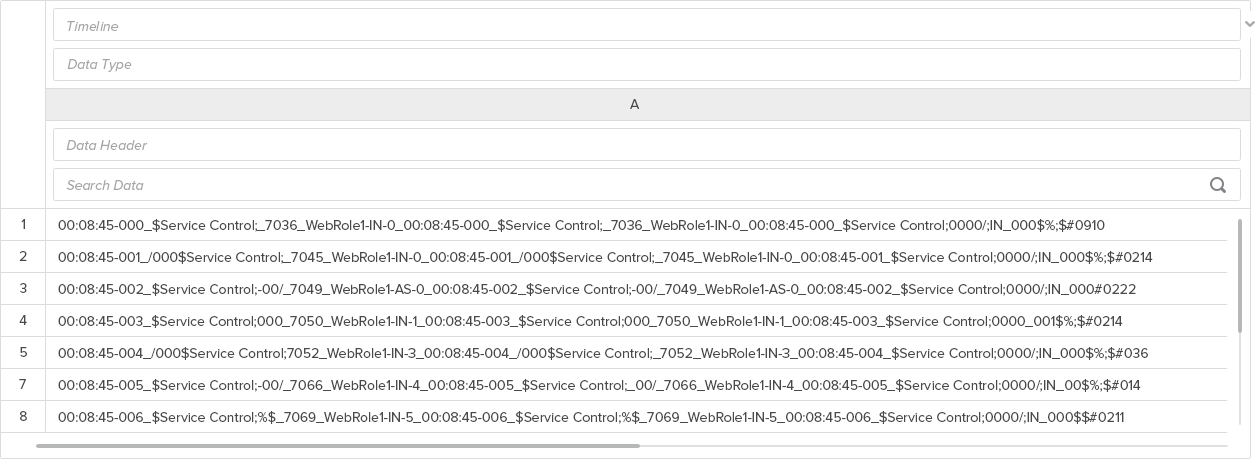 Timeline
Data Type
A
Data Header
Search Data
1 00:08:45-000_$Service Control;_7036_WebRole1-IN-0_00:08:45-000_$Service Control;_7036_WebRole1-IN-0_00:08:45-000_$Service Control;0000/;IN_000$%;$#0910
2 00:08:45-001_/000$Service Control;_7045_WebRole1-IN-0_00:08:45-001_/000$Service Control;_7045_WebRole1-IN-0_00:08:45-001_$Service Control;0000/;IN_000$%;$#0214
3 00:08:45-002_$Service Control;-00/_7049_WebRole1-AS-0_00:08:45-002_$Service Control;-00/_7049_WebRole1-AS-0_00:08:45-002_$Service Control;0000/;IN_000#0222
4 00:08:45-003_$Service Control;000_7050_WebRole1-IN-1_00:08:45-003_$Service Control;000_7050_WebRole1-IN-1_00:08:45-003_$Service Control;0000_001$%;$#0214
5 00:08:45-004_/000$Service Control;7052_WebRole1-IN-3_00:08:45-004_/000$Service Control;_7052_WebRole1-IN-3_00:08:45-004_$Service Control;0000/;IN_000$%;$#036
7 00:08:45-005_$Service Control;-00/_7066_WebRole1-IN-4_00:08:45-005_$Service Control;_00/_7066_WebRole1-IN-4_00:08:45-005_$Service Control;0000/;IN_00$%;$#014
8 00:08:45-006_$Service Control;%$_7069_WebRole1-IN-5_00:08:45-006_$Service Control;%$_7069_WebRole1-IN-5_00:08:45-006_$Service Control;0000/;IN_000$$#0211